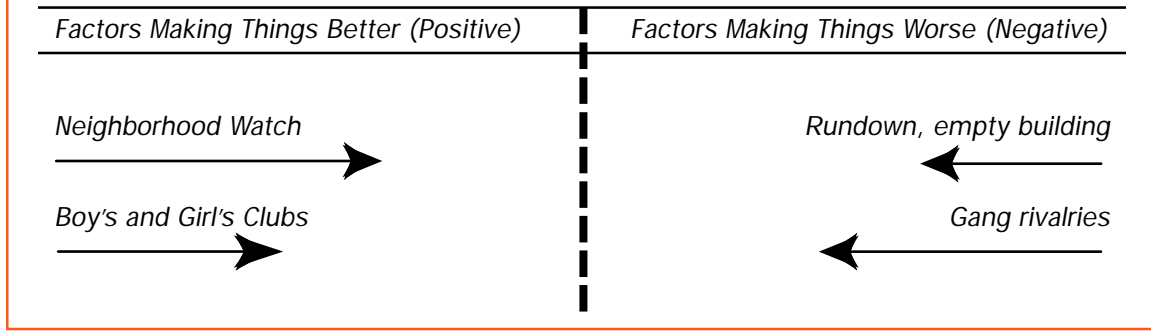 Factors Making Things Better (Positive)
Factors Making Things Worse (Negative)
Neighborhood Watch
Rundown, empty building
Boy's and Girl's Clubs
Gang rivalries